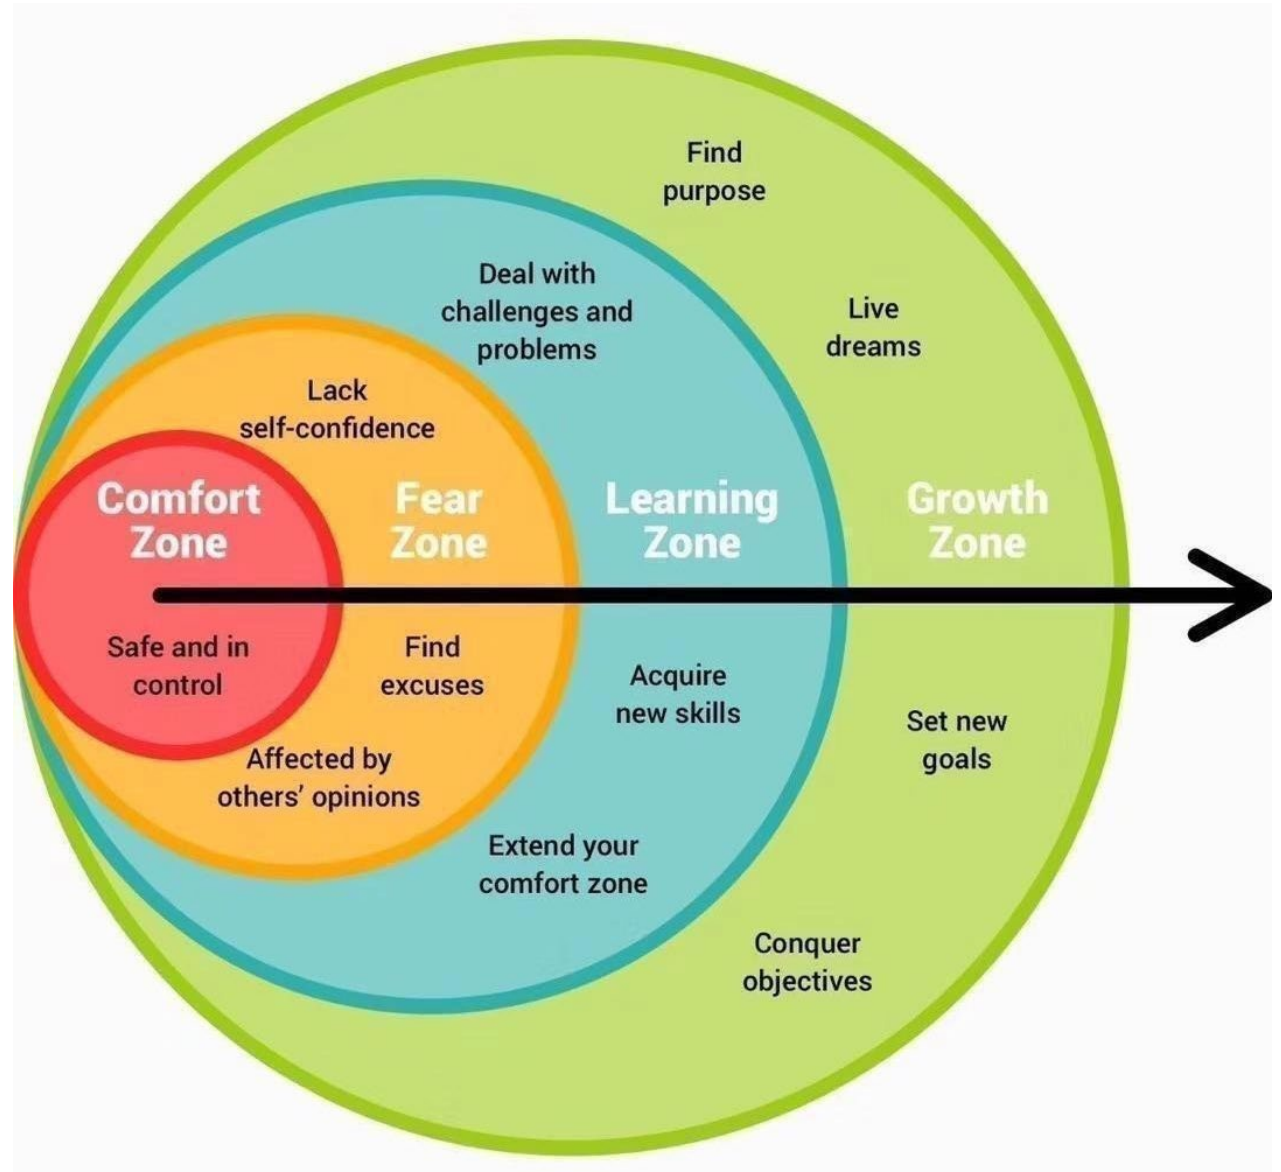 Find
purpose
Live
dreams
Deal with
challenges and
problems
Lack
self-confidence
Comfort
Zone
Fear
Zone
Learning
Zone
Growth
Zone
Safe and in
control
Find
excuses
Acquire
new skills
Set new
goals
Affected by
others’ opinions
Extend your
comfort zone
Conquer
objectives